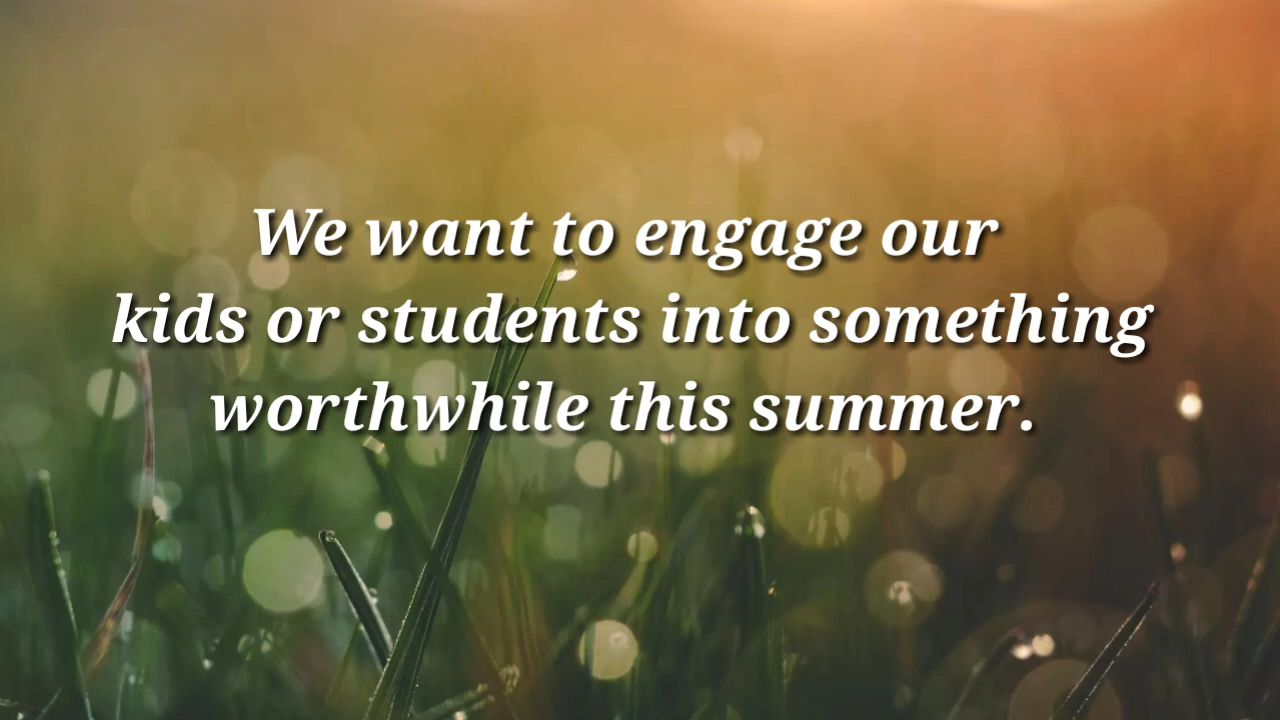 We want to engage our
kids or students into something
worthwhile this summer.